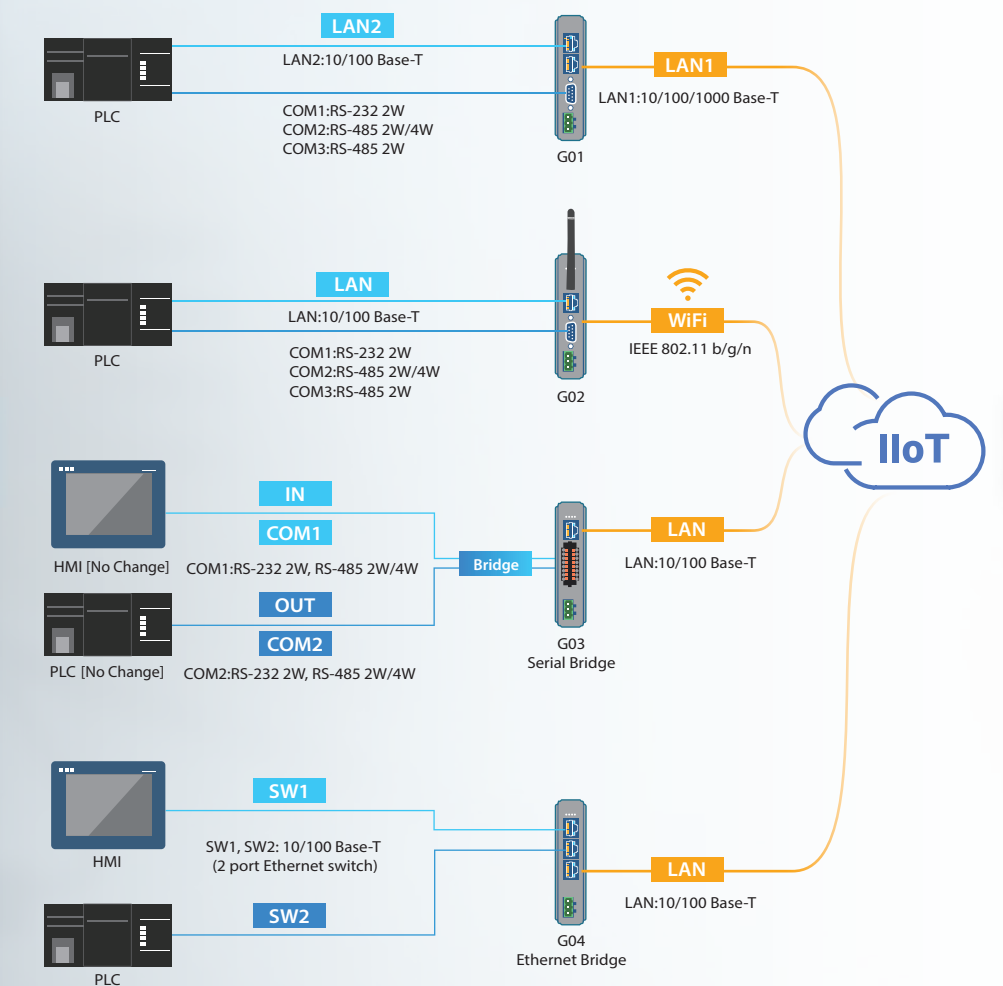 LAN2
LAN2:10/100 Base-T
LAN1
LAN1:10/100/1000 Base-T
PLC
COM1:RS-232 2W
COM2:RS-485 2W/4W
COM3:RS-485 2W
G01
LAN
LAN:10/100 Base-T
WiFi
IEEE 802.11 b/g/n
PLC
COM1:RS-232 2W
COM2:RS-485 2W/4W
COM3:RS-485 2W
G02
IIoT
IN
COM1
HMI [No Change]
COM1:RS-232 2W, RS-485 2W/4W
Bridge
LAN
LAN:10/100 Base-T
OUT
COM2
PLC [No Change]
COM2:RS-232 2W, RS-485 2W/4W
G03
Serial Bridge
SW1
HMI
SW1, SW2: 10/100 Base-T
(2 port Ethernet switch)
SW2
LAN
LAN:10/100 Base-T
PLC
G04
Ethernet Bridge